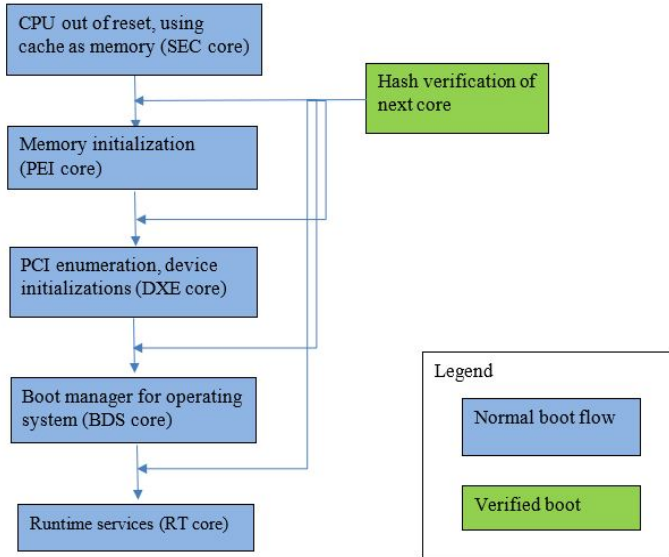 CPU out of reset, using
cache as memory (SEC core)
Hash verification of
next core
Memory initialization
(PEI core)
PCI enumeration, device
initializations (DXE core)
Boot manager for operating
system (BDS core)
Runtime services (RT core)
Legend
Normal boot flow
Verified boot